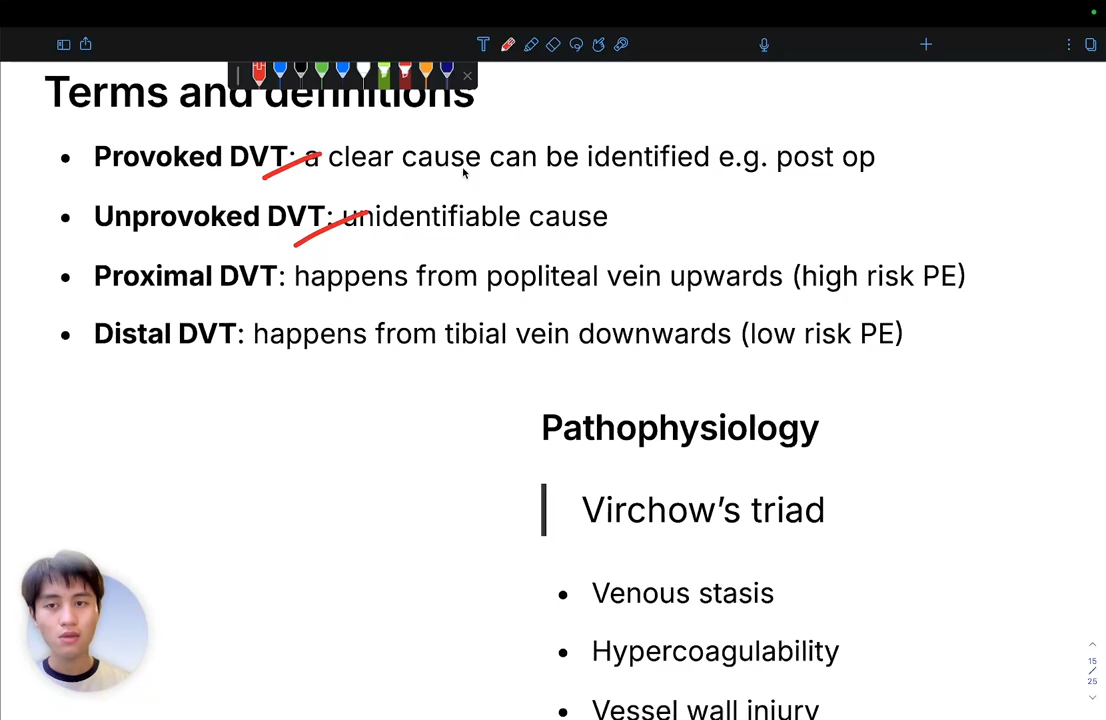 Terms and definitions
• Provoked DVT: a clear cause can be identified e.g. post op
• Unprovoked DVT: unidentifiable cause
• Proximal DVT: happens from popliteal vein upwards (high risk PE)
• Distal DVT: happens from tibial vein downwards (low risk PE)
Pathophysiology
Virchow’s triad
• Venous stasis
• Hypercoagulability
• Vessel wall injury
15
/
25